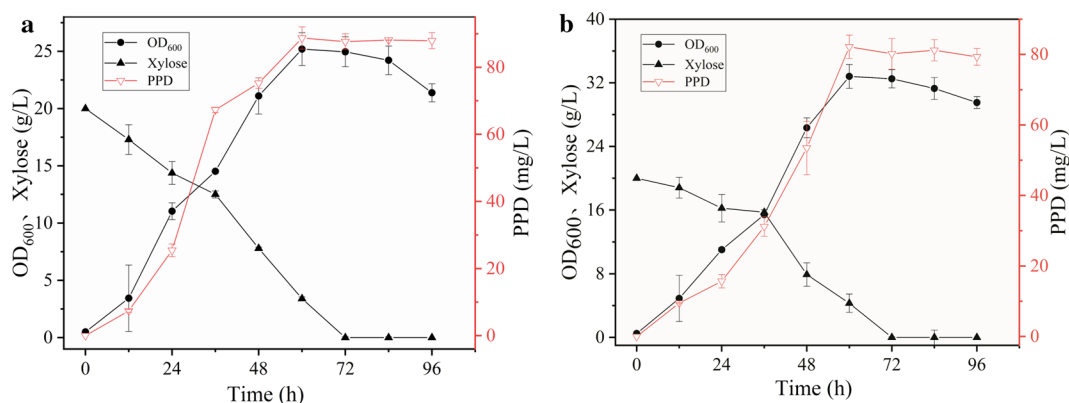 a
OD600
Xylose
PPD
OD600、 Xylose (g/L)
25
20
15
10
5
0
PPD (mg/L)
80
60
40
20
0
0 24 48 72 96
Time (h)
b
OD600
Xylose
PPD
OD600、 Xylose (g/L)
40
32
24
16
8
0
PPD (mg/L)
100
80
60
40
20
0
0 24 48 72 96
Time (h)